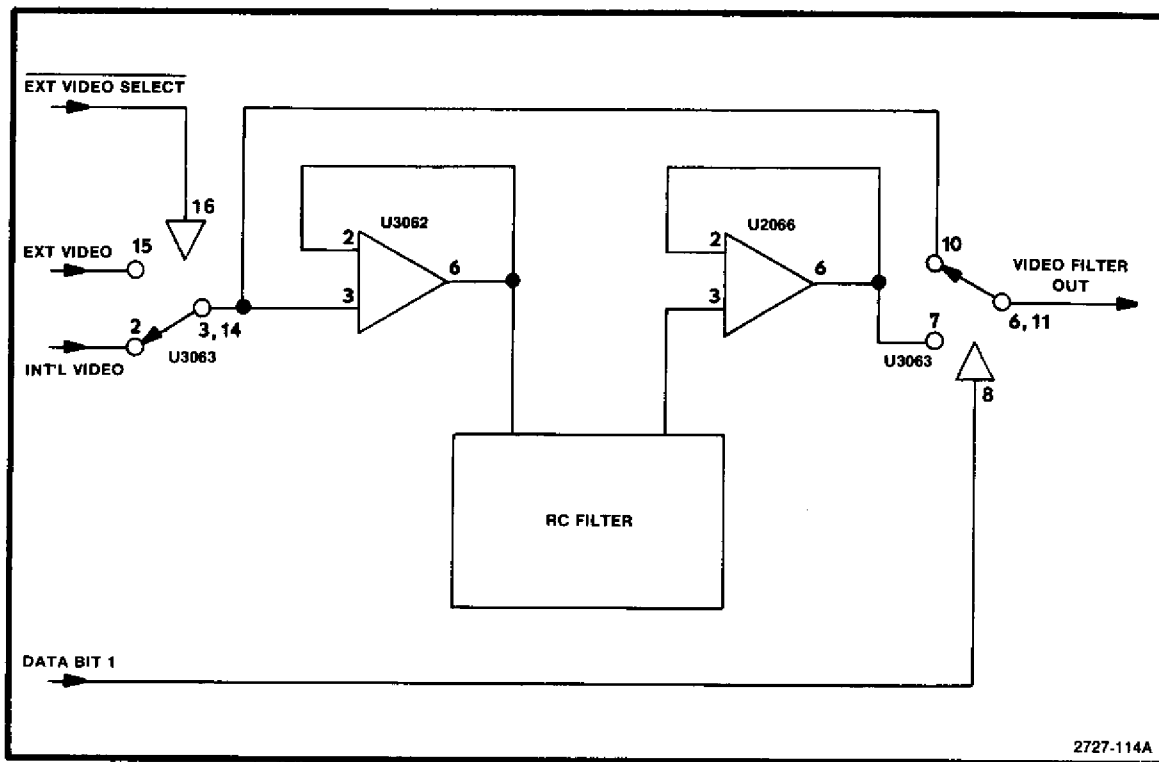 EXT VIDEO SELECT
16
EXT VIDEO
15
2
3, 14
U3063
INT'L VIDEO
U3062
2
3
6
U2066
2
3
6
10
VIDEO FILTER
OUT
6, 11
7
U3063
8
RC FILTER
DATA BIT 1
2727-114A